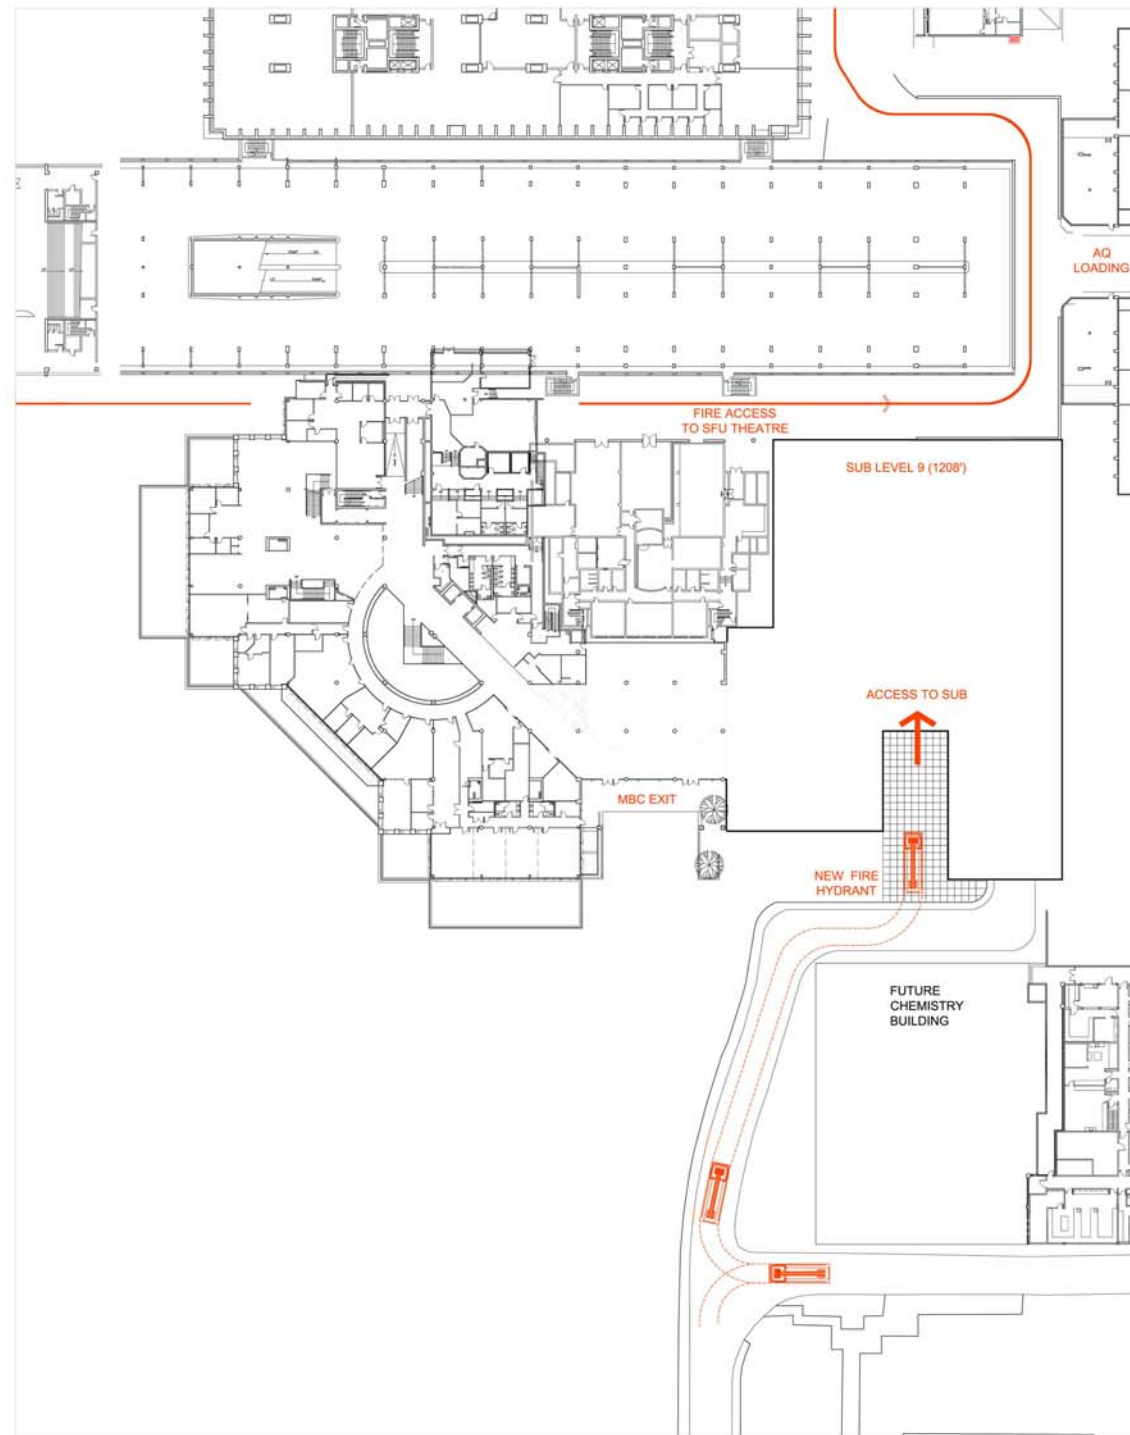 AQ
LOADING
FIRE ACCESS
TO SFU THEATRE
SUB LEVEL 9 (1208')
ACCESS TO SUB
MBC EXIT
NEW FIRE
HYDRANT
FUTURE
CHEMISTRY
BUILDING